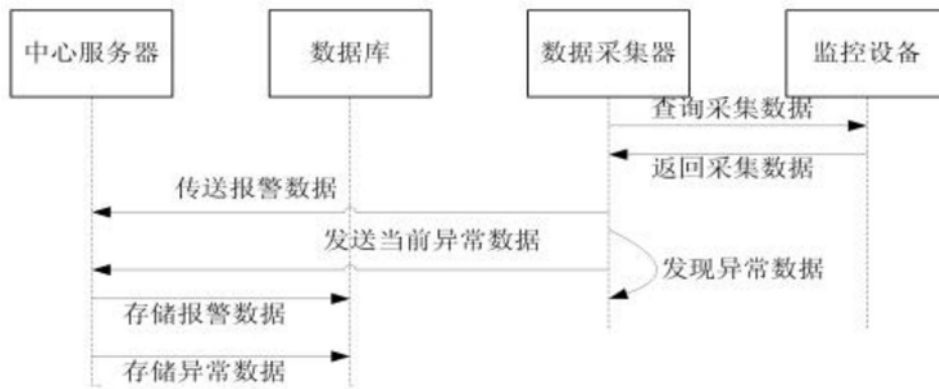 中心服务器
数据库
数据采集器
监控设备
查询采集数据
返回采集数据
传送报警数据
发送当前异常数据
发现异常数据
存储报警数据
存储异常数据